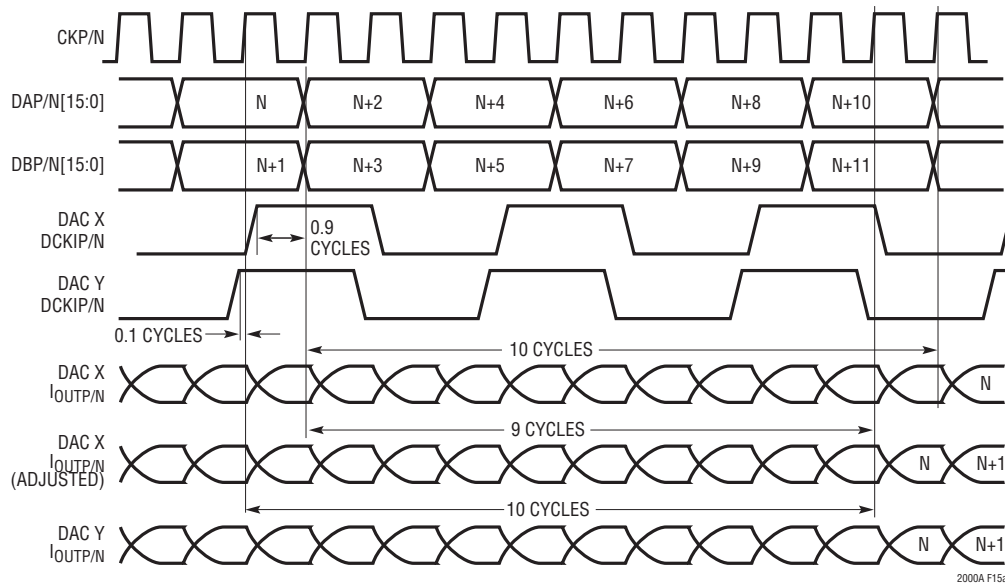 CKP/N
DAP/N[15:0] N N+2 N+4 N+6 N+8 N+10
DBP/N[15:0] N+1 N+3 N+5 N+7 N+9 N+11
DAC X
DCKIP/N
0.9
CYCLES
DAC Y
DCKIP/N
0.1 CYCLES
10 CYCLES
DAC X
IOUTP/N
N
9 CYCLES
DAC X
IOUTP/N
(ADJUSTED)
N N+1
10 CYCLES
DAC Y
IOUTP/N
N N+1